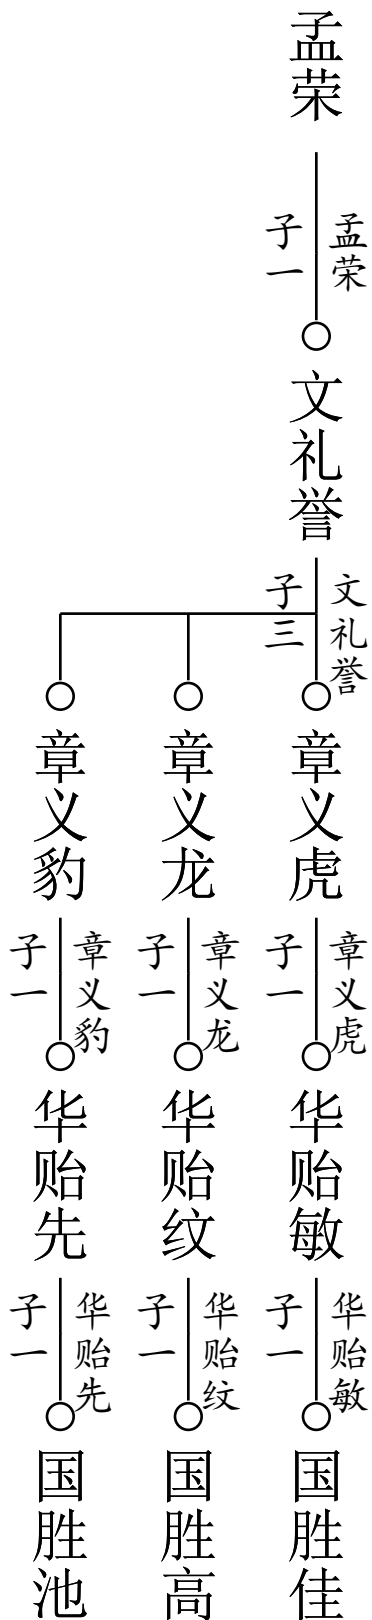 孟荣
孟荣
子一
文礼誉
文礼誉
子三
章义虎
章义龙
章义豹
章义虎
子一
章义龙
子一
章义豹
子一
华贻敏
华贻纹
华贻先
华贻敏
子一
华贻纹
子一
华贻先
子一
国胜佳
国胜高
国胜池